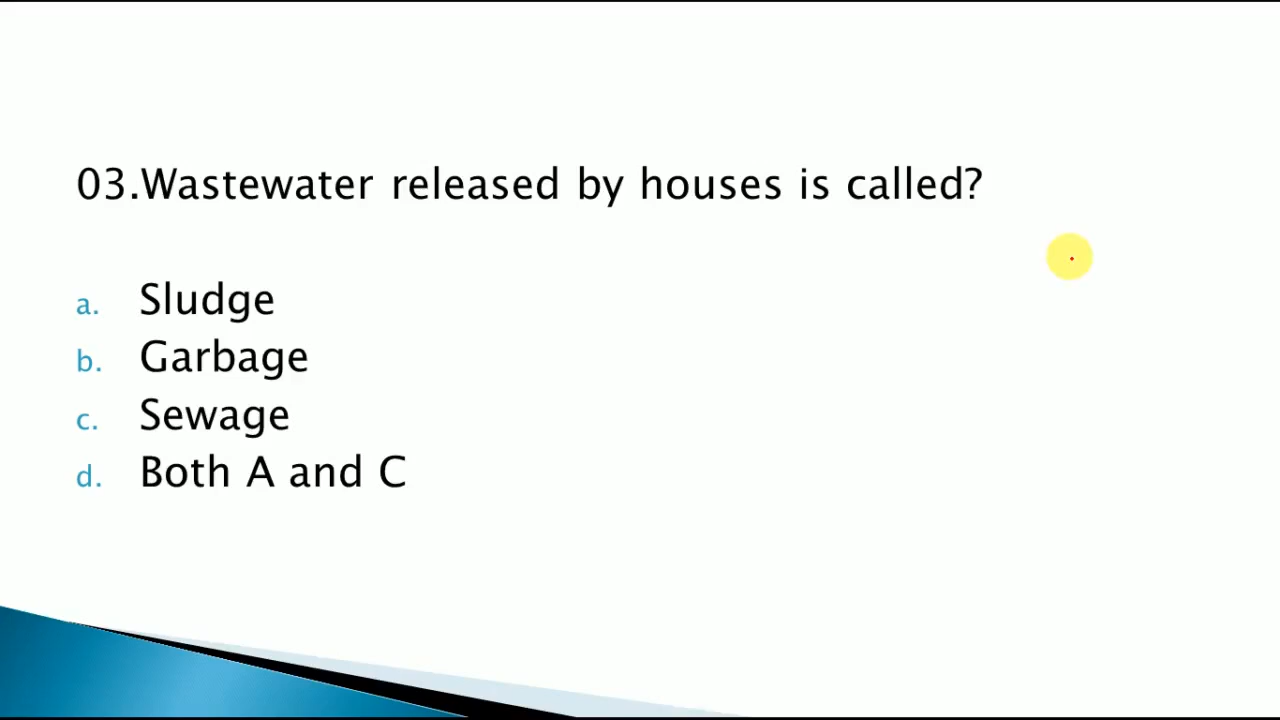 03.Wastewater released by houses is called?
a. Sludge
b. Garbage
c. Sewage
d. Both A and C